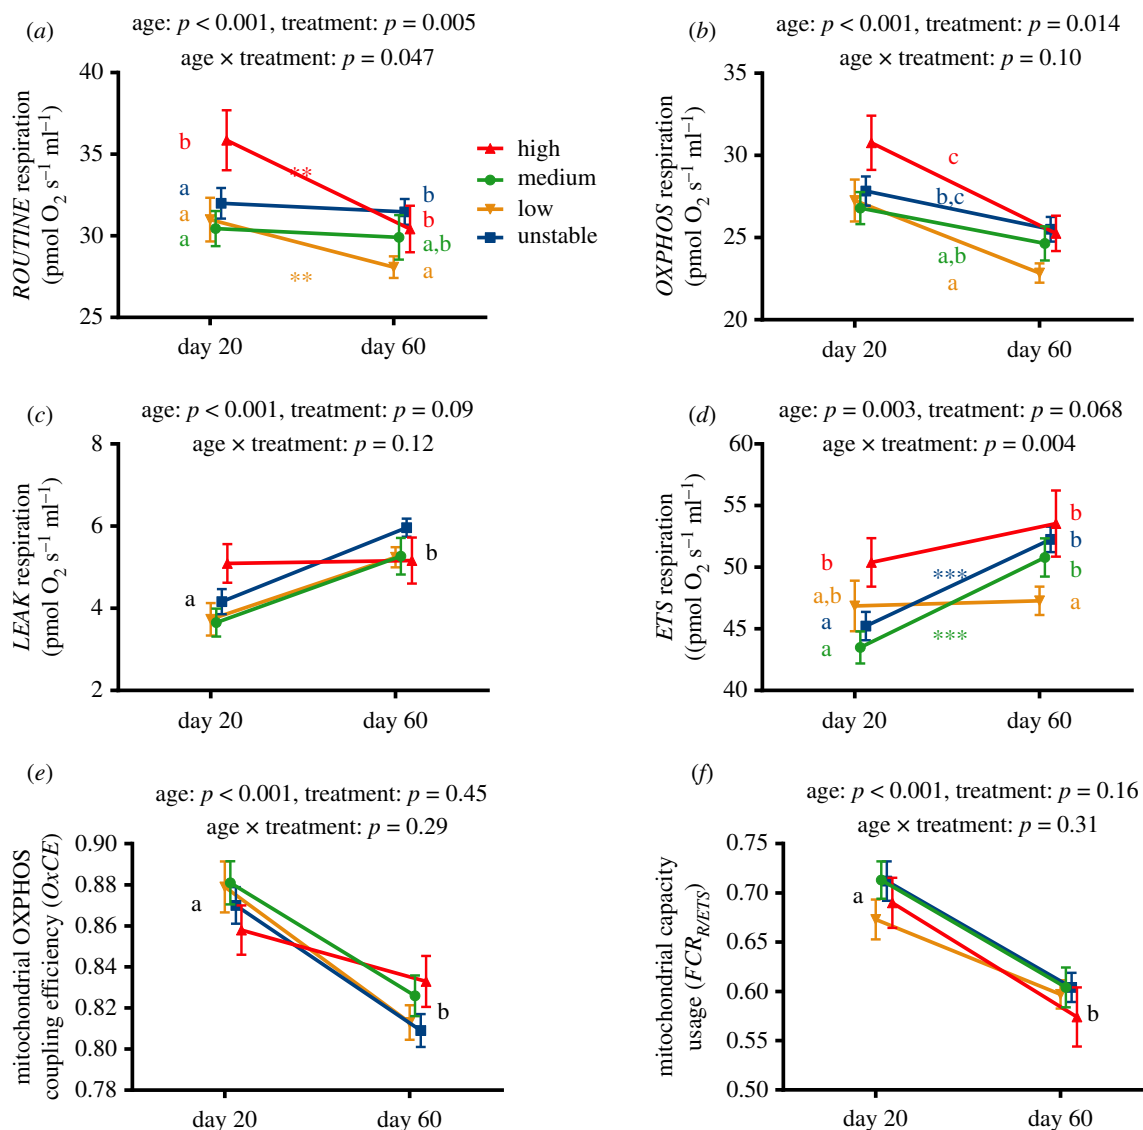 (a)
age: p < 0.001, treatment: p = 0.005
age × treatment: p = 0.047
ROUTINE respiration
(pmol O2 s−1 ml−1)
40
35
30
25
b
a
a
a
**
**
b
b
a,b
a
day 20
day 60
high
medium
low
unstable
(b)
age: p < 0.001, treatment: p = 0.014
age × treatment: p = 0.10
OXPHOS respiration
(pmol O2 s−1 ml−1)
35
30
25
20
c
b,c
a,b
a
day 20
day 60
(c)
age: p < 0.001, treatment: p = 0.09
age × treatment: p = 0.12
LEAK respiration
(pmol O2 s−1 ml−1)
8
6
4
2
a
b
day 20
day 60
(d)
age: p = 0.003, treatment: p = 0.068
age × treatment: p = 0.004
ETS respiration
((pmol O2 s−1 ml−1)
60
55
50
45
40
b
a,b
a
a
***
***
b
b
b
a
day 20
day 60
(e)
age: p < 0.001, treatment: p = 0.45
age × treatment: p = 0.29
mitochondrial OXPHOS
coupling efficiency (OxCE)
0.90
0.88
0.86
0.84
0.82
0.80
0.78
a
b
day 20
day 60
(f)
age: p < 0.001, treatment: p = 0.16
age × treatment: p = 0.31
mitochondrial capacity
usage (FCRR/ETS)
0.75
0.70
0.65
0.60
0.55
0.50
a
b
day 20
day 60